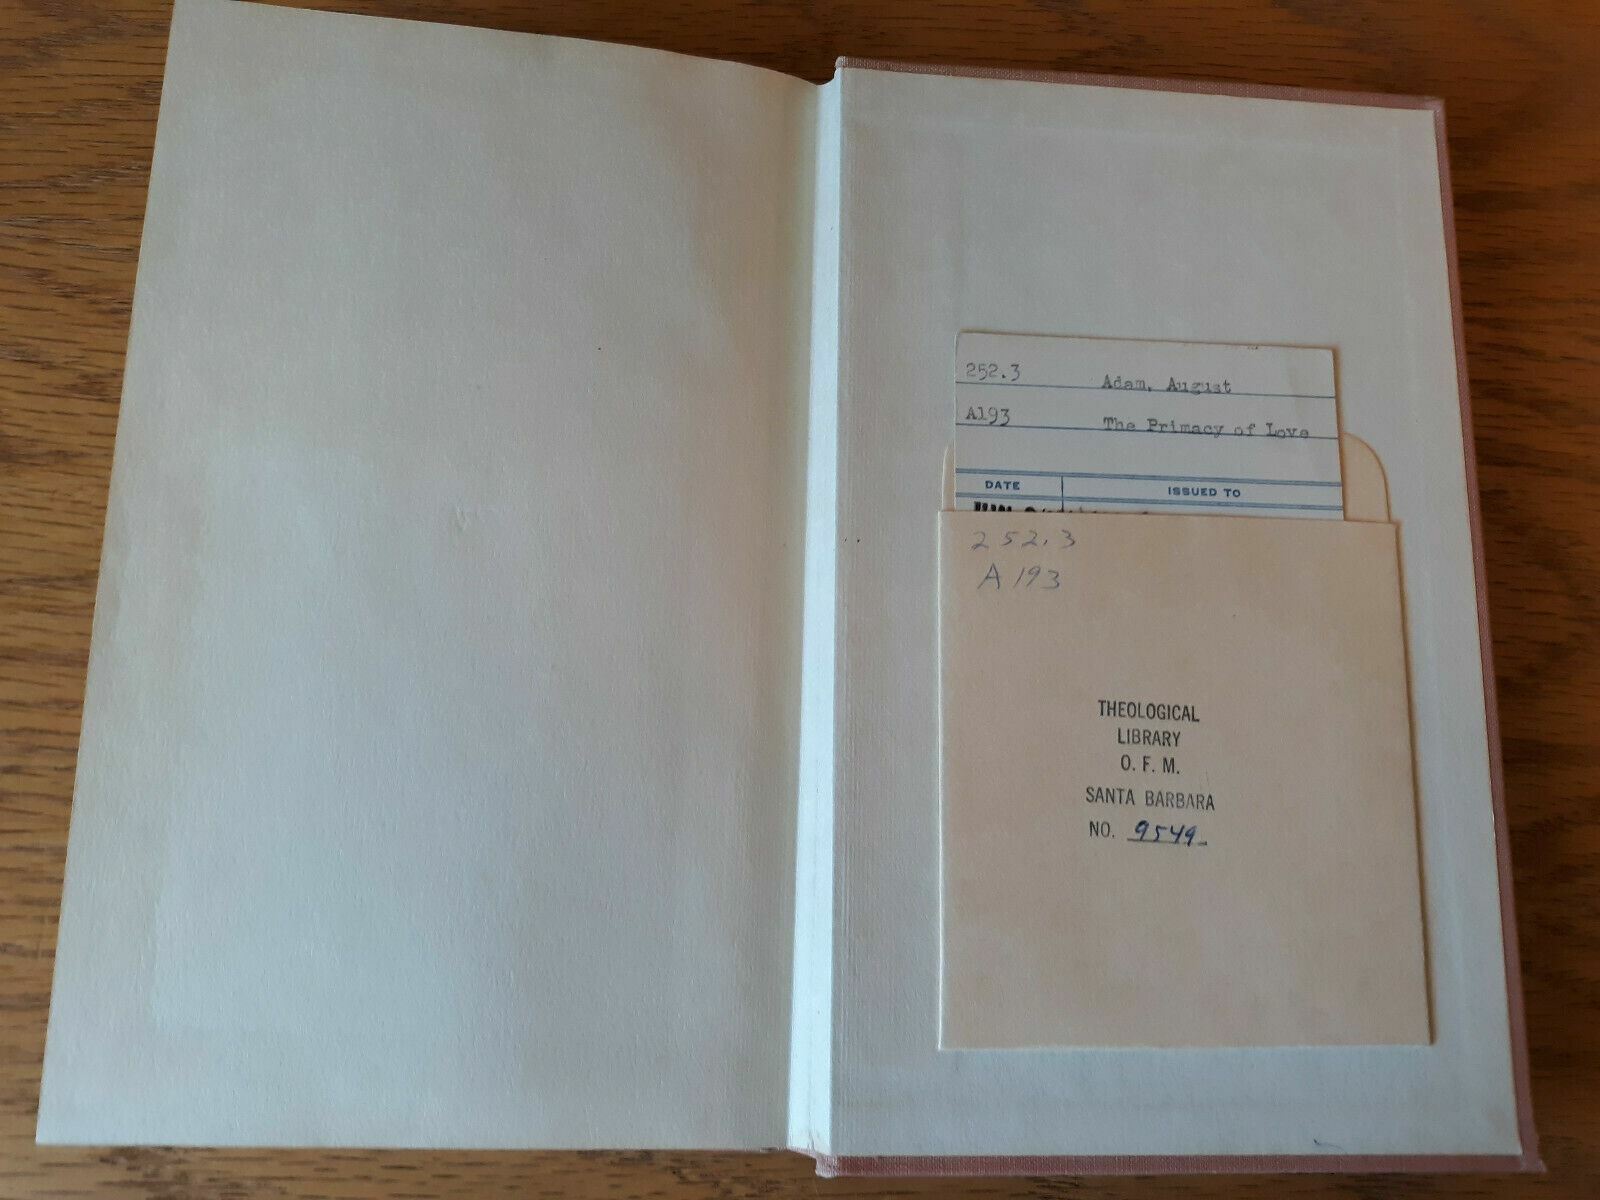 252.3 Adam, August
A193 The Primacy of Love
DATE ISSUED TO
252.3
A193
THEOLOGICAL
LIBRARY
O. F. M.
SANTA BARBARA
NO. 9549